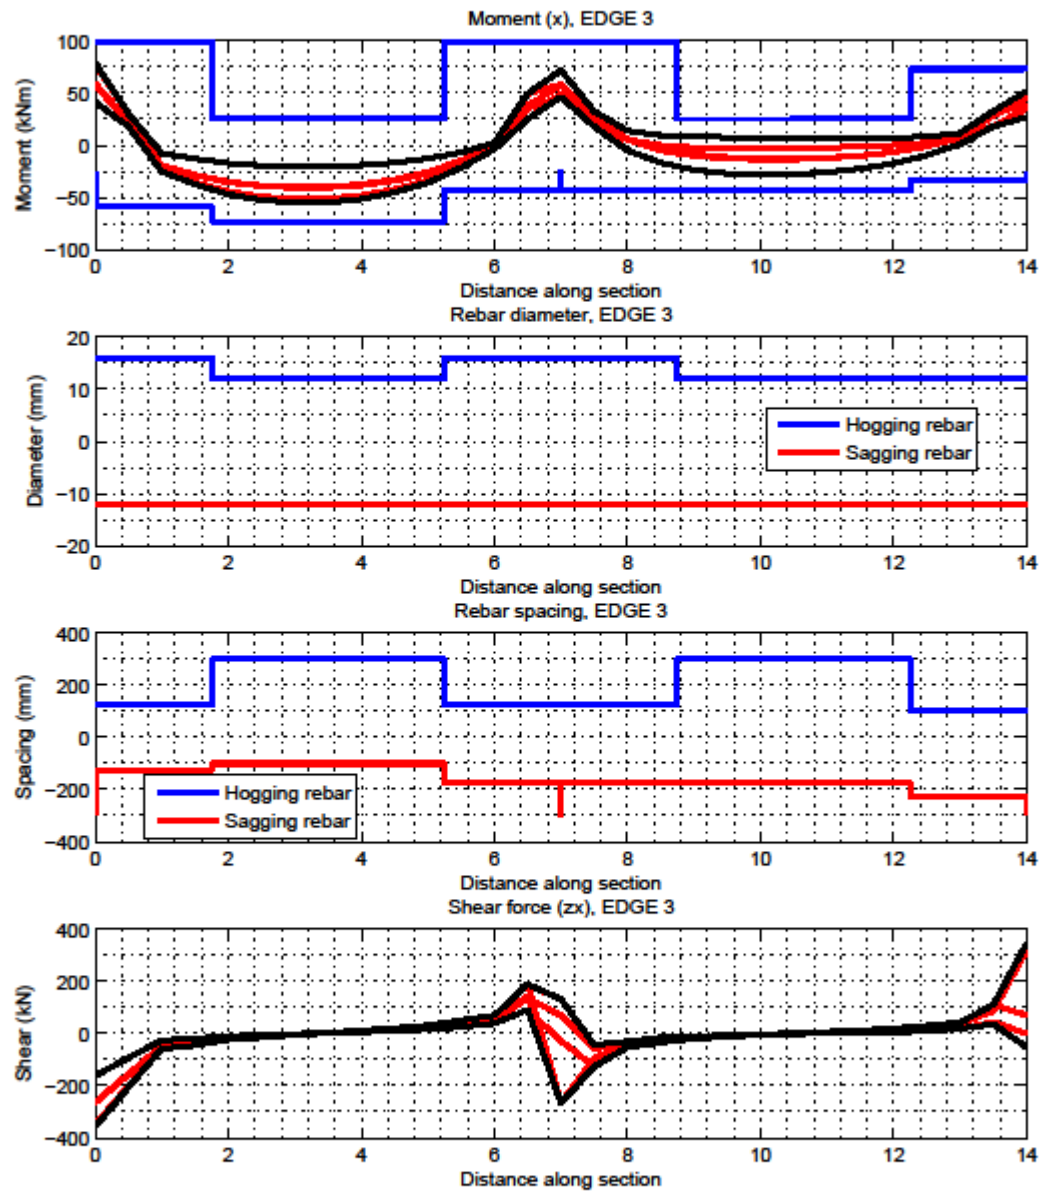 Moment (x), EDGE 3
Moment (kNm)
100
50
0
−50
−100
0 2 4 6 8 10 12 14
Distance along section
Rebar diameter, EDGE 3
Diameter (mm)
20
10
0
−10
−20
Hogging rebar
Sagging rebar
0 2 4 6 8 10 12 14
Distance along section
Rebar spacing, EDGE 3
Spacing (mm)
400
200
0
−200
−400
Hogging rebar
Sagging rebar
0 2 4 6 8 10 12 14
Distance along section
Shear force (zx), EDGE 3
Shear (kN)
400
200
0
−200
−400
0 2 4 6 8 10 12 14
Distance along section